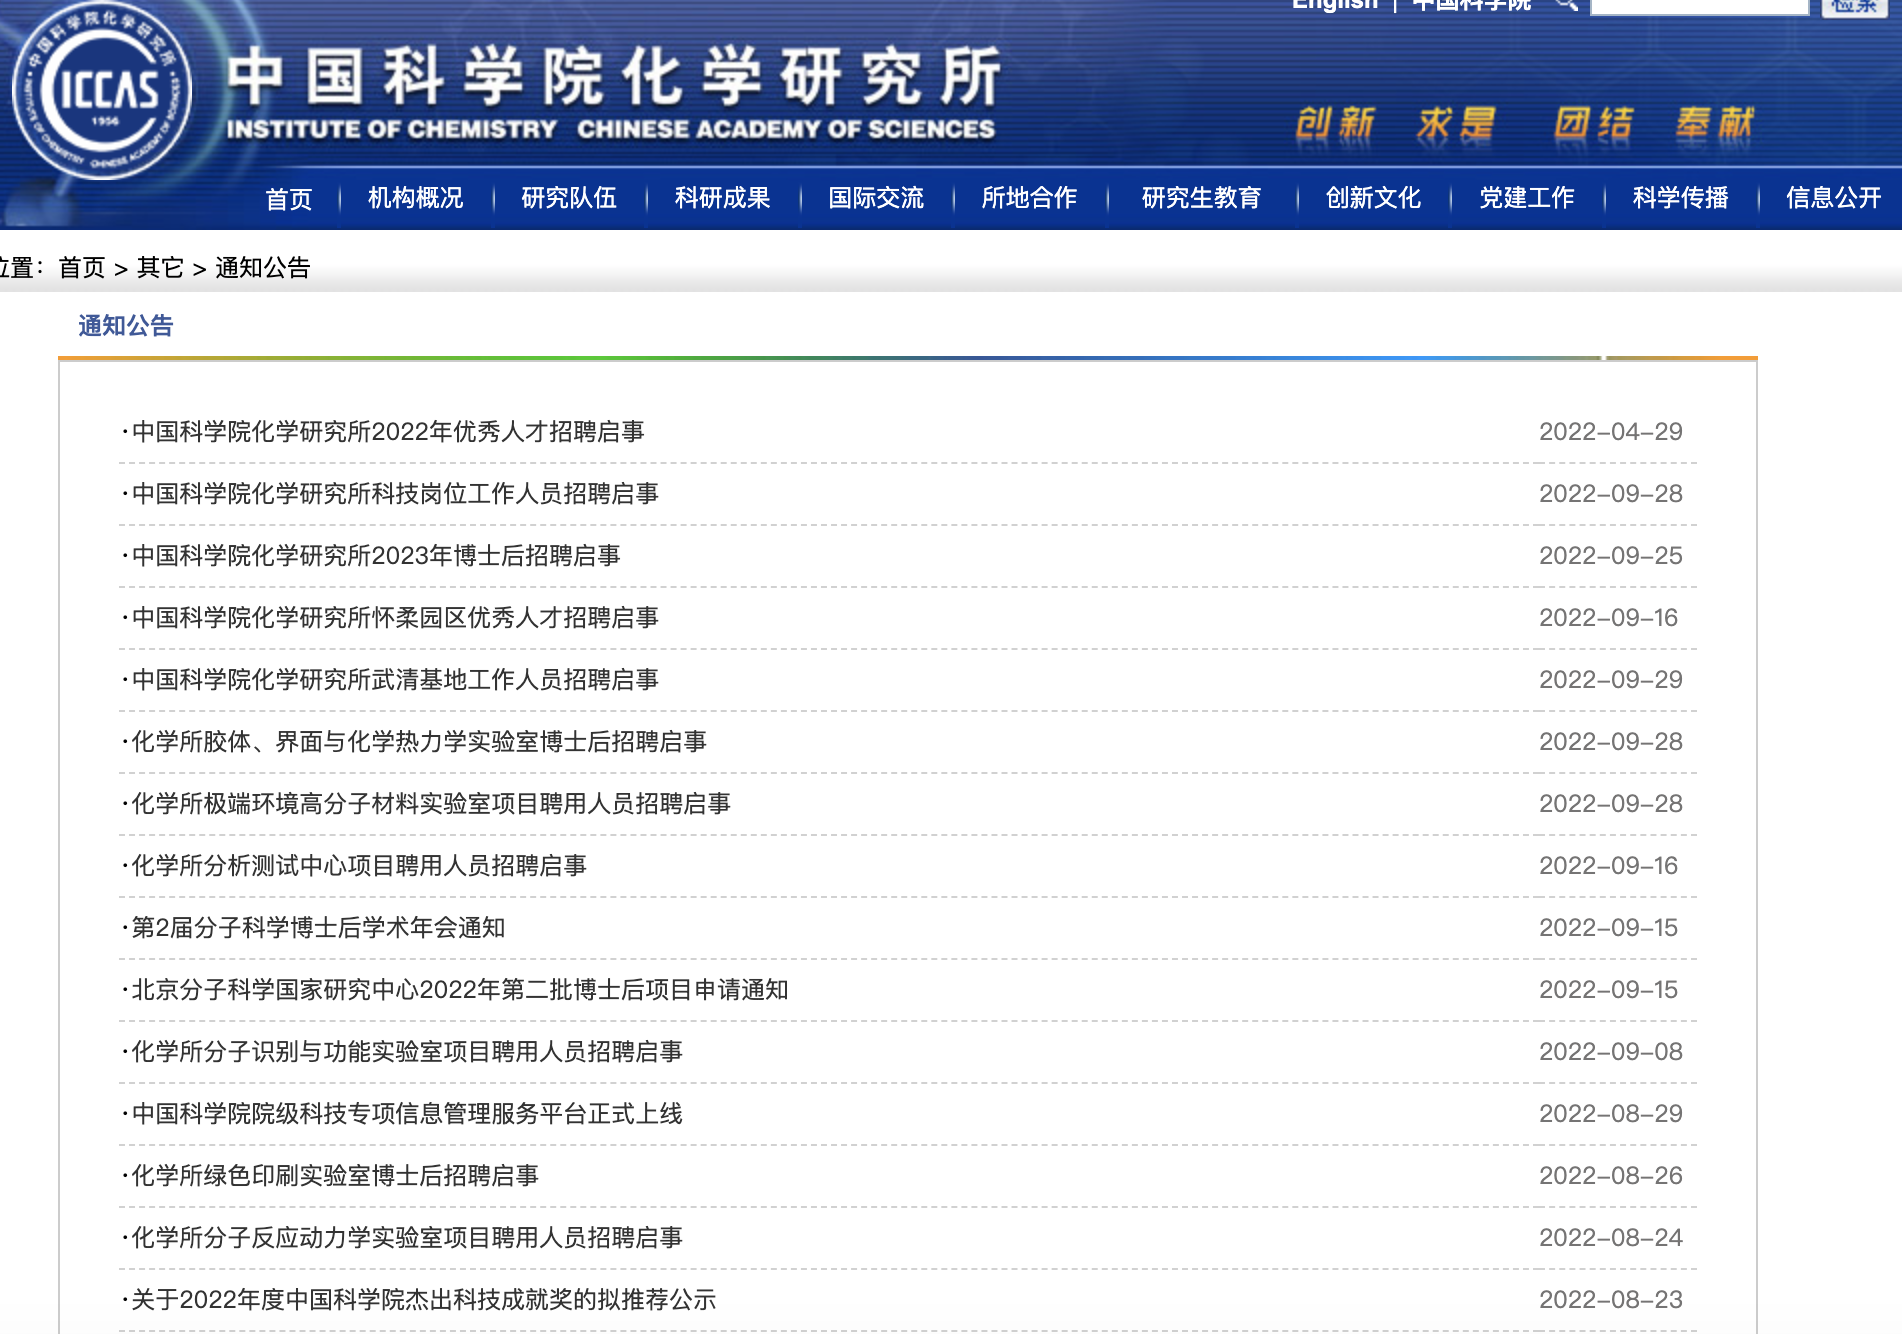 English | 中国科学院 检索
中国科学院化学研究所
ICCAS
1956
INSTITUTE OF CHEMISTRY CHINESE ACADEMY OF SCIENCES
创新 求是 团结 奉献
首页 机构概况 研究队伍 科研成果 国际交流 所地合作 研究生教育 创新文化 党建工作 科学传播 信息公开
位置：首页 > 其它 > 通知公告
通知公告
·中国科学院化学研究所2022年优秀人才招聘启事 2022-04-29
·中国科学院化学研究所科技岗位工作人员招聘启事 2022-09-28
·中国科学院化学研究所2023年博士后招聘启事 2022-09-25
·中国科学院化学研究所怀柔园区优秀人才招聘启事 2022-09-16
·中国科学院化学研究所武清基地工作人员招聘启事 2022-09-29
·化学所胶体、界面与化学热力学实验室博士后招聘启事 2022-09-28
·化学所极端环境高分子材料实验室项目聘用人员招聘启事 2022-09-28
·化学所分析测试中心项目聘用人员招聘启事 2022-09-16
·第2届分子科学博士后学术年会通知 2022-09-15
·北京分子科学国家研究中心2022年第二批博士后项目申请通知 2022-09-15
·化学所分子识别与功能实验室项目聘用人员招聘启事 2022-09-08
·中国科学院院级科技专项信息管理服务平台正式上线 2022-08-29
·化学所绿色印刷实验室博士后招聘启事 2022-08-26
·化学所分子反应动力学实验室项目聘用人员招聘启事 2022-08-24
·关于2022年度中国科学院杰出科技成就奖的拟推荐公示 2022-08-23